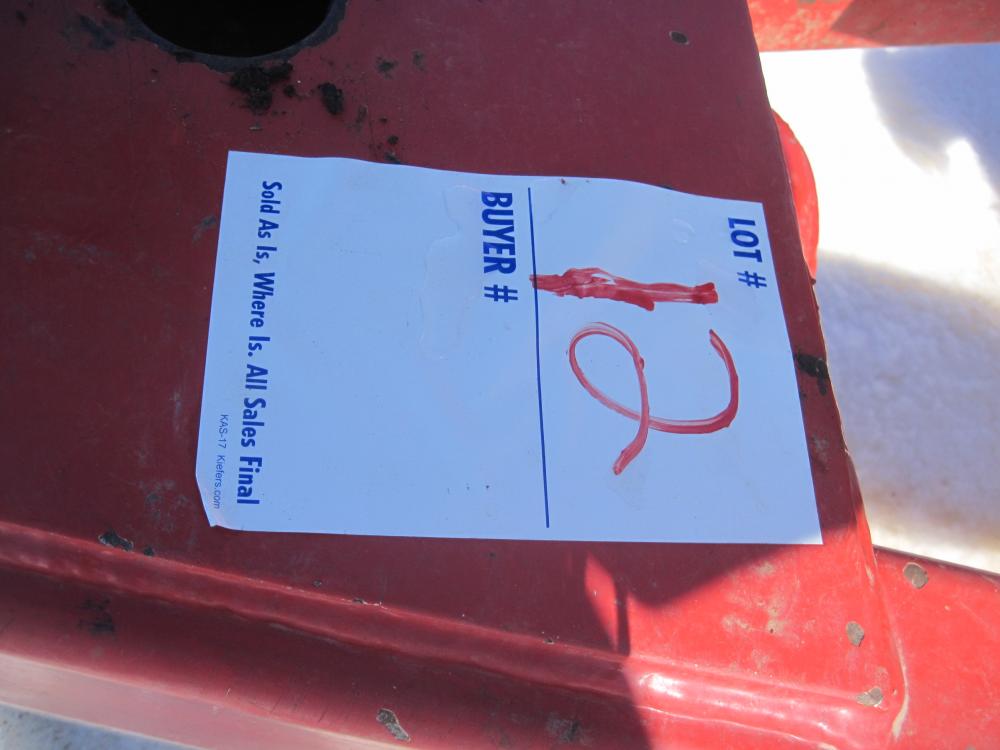 LOT #
12
BUYER #
Sold As Is, Where Is. All Sales Final
KAS-17 Kiefers.com